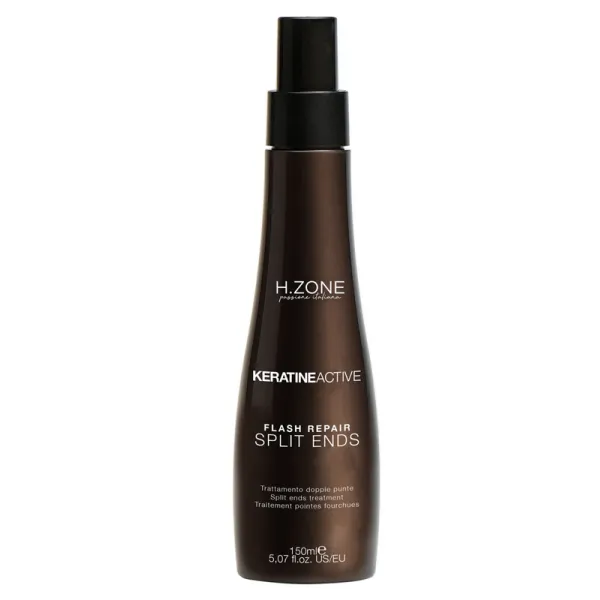 H.ZONE
passione italiana
KERATINEACTIVE
FLASH REPAIR
SPLIT ENDS
Trattamento doppie punte
Split ends treatment
Traitement pointes fourchues
150ml℮
5.07 fl.oz. US/EU